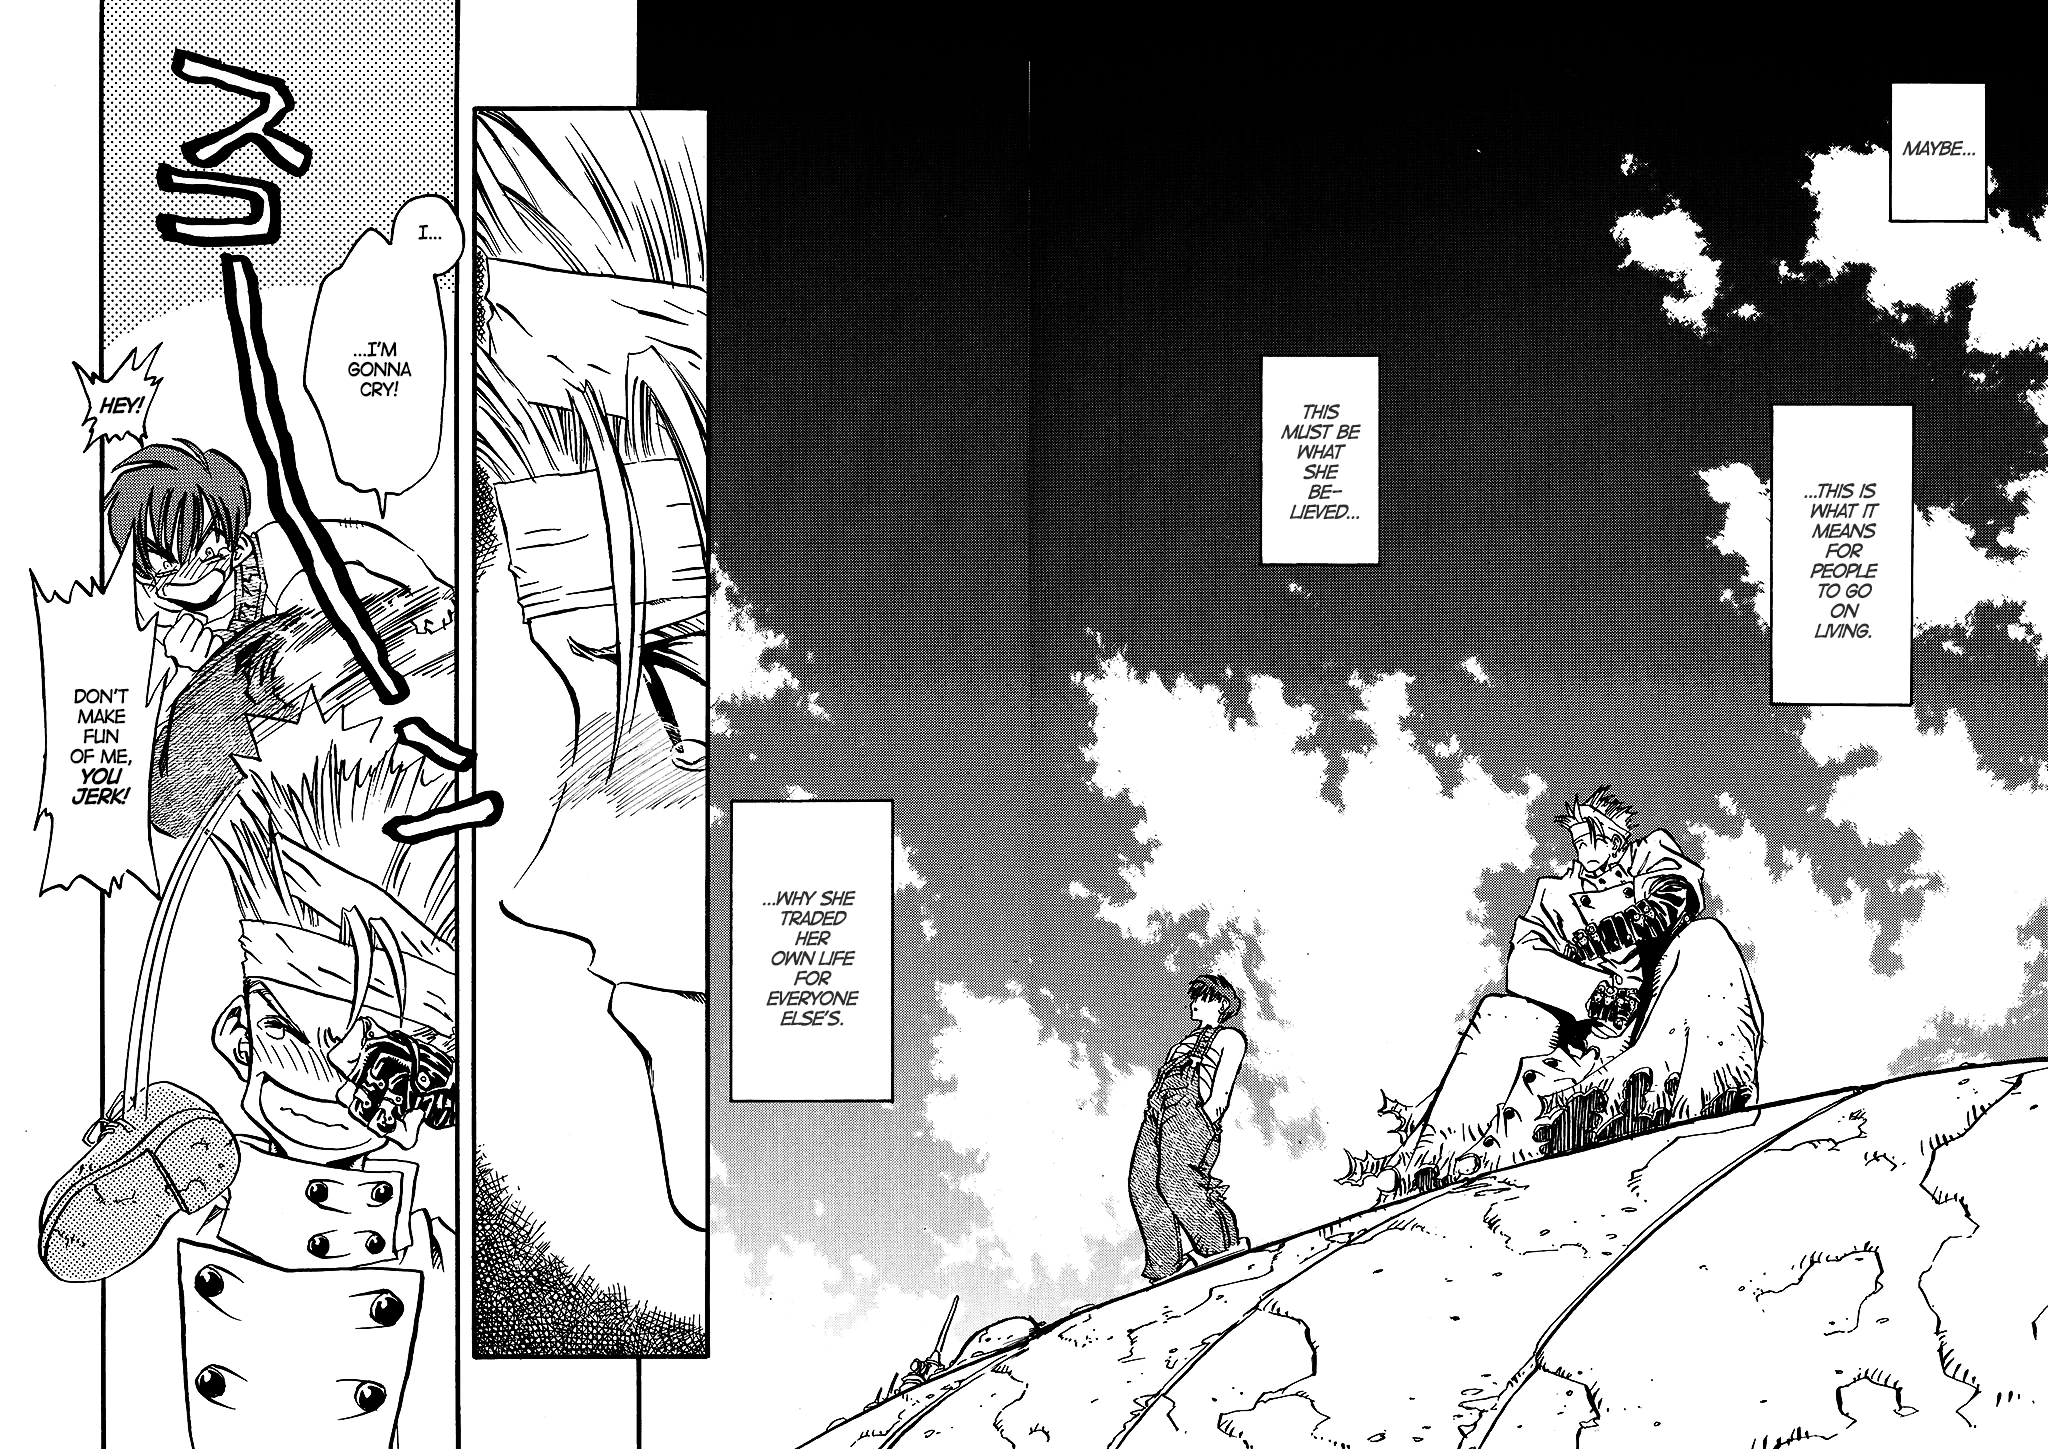 MAYBE...
...THIS IS
WHAT IT
MEANS
FOR
PEOPLE
TO GO
ON
LIVING.
THIS
MUST BE
WHAT
SHE
BE-
LIEVED...
...WHY SHE
TRADED
HER
OWN LIFE
FOR
EVERYONE
ELSE'S.
I...
...I'M
GONNA
CRY!
スコーン
HEY!
DON'T
MAKE
FUN
OF ME,
YOU
JERK!